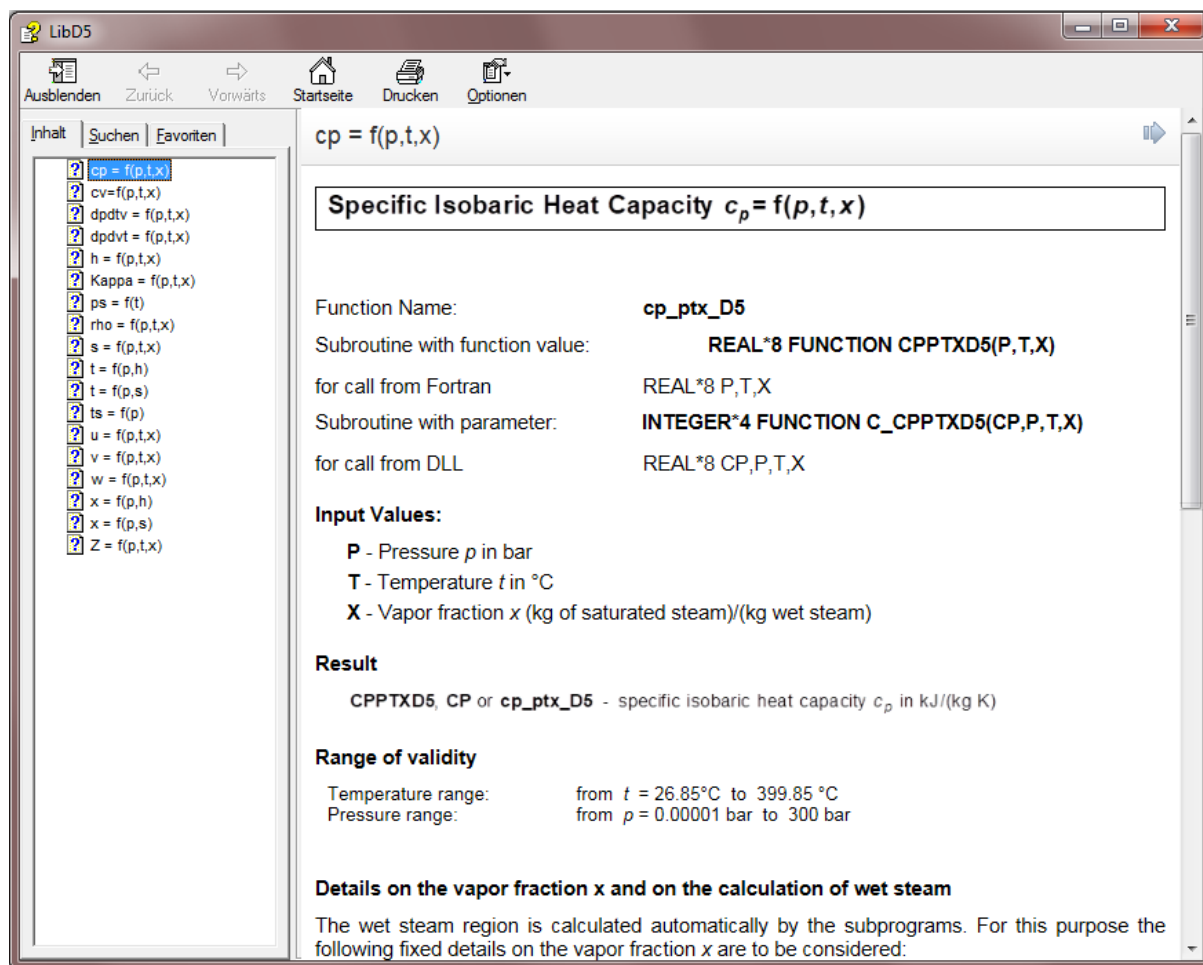 LibD5
Ausblenden Zurück Vorwärts Startseite Drucken Optionen
Inhalt Suchen Favoriten
cp = f(p,t,x)
cv=f(p,t,x)
dpdtv = f(p,t,x)
dpdvt = f(p,t,x)
h = f(p,t,x)
Kappa = f(p,t,x)
ps = f(t)
rho = f(p,t,x)
s = f(p,t,x)
t = f(p,h)
t = f(p,s)
ts = f(p)
u = f(p,t,x)
v = f(p,t,x)
w = f(p,t,x)
x = f(p,h)
x = f(p,s)
Z = f(p,t,x)
cp = f(p,t,x)
Specific Isobaric Heat Capacity cp= f(p,t,x)
Function Name: cp_ptx_D5
Subroutine with function value: REAL*8 FUNCTION CPPTXD5(P,T,X)
for call from Fortran REAL*8 P,T,X
Subroutine with parameter: INTEGER*4 FUNCTION C_CPPTXD5(CP,P,T,X)
for call from DLL REAL*8 CP,P,T,X
Input Values:
P - Pressure p in bar
T - Temperature t in °C
X - Vapor fraction x (kg of saturated steam)/(kg wet steam)
Result
CPPTXD5, CP or cp_ptx_D5 - specific isobaric heat capacity cp in kJ/(kg K)
Range of validity
Temperature range: from t = 26.85°C to 399.85 °C
Pressure range: from p = 0.00001 bar to 300 bar
Details on the vapor fraction x and on the calculation of wet steam
The wet steam region is calculated automatically by the subprograms. For this purpose the
following fixed details on the vapor fraction x are to be considered: